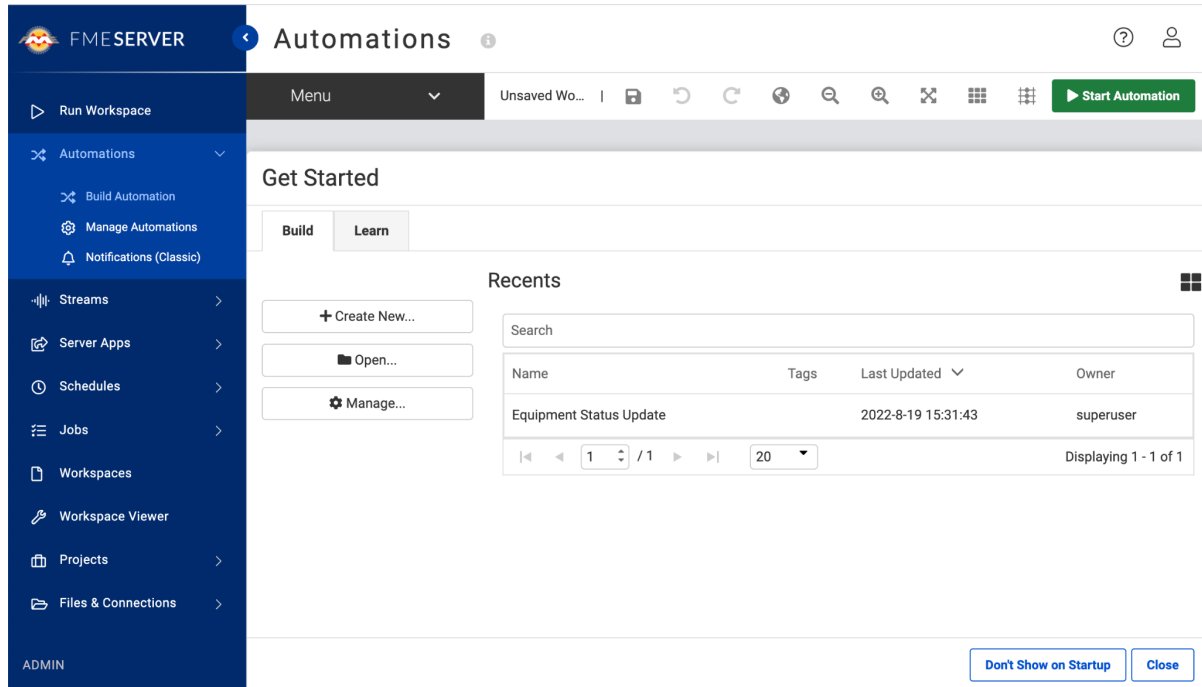 FMESERVER
Automations
Run Workspace
Automations
Build Automation
Manage Automations
Notifications (Classic)
Streams
Server Apps
Schedules
Jobs
Workspaces
Workspace Viewer
Projects
Files & Connections
ADMIN
Menu
Unsaved Wo... |
Start Automation
Get Started
Build Learn
Create New...
Open...
Manage...
Recents
Search
Name Tags Last Updated Owner
Equipment Status Update 2022-8-19 15:31:43 superuser
1 / 1 20 Displaying 1 - 1 of 1
Don't Show on Startup Close